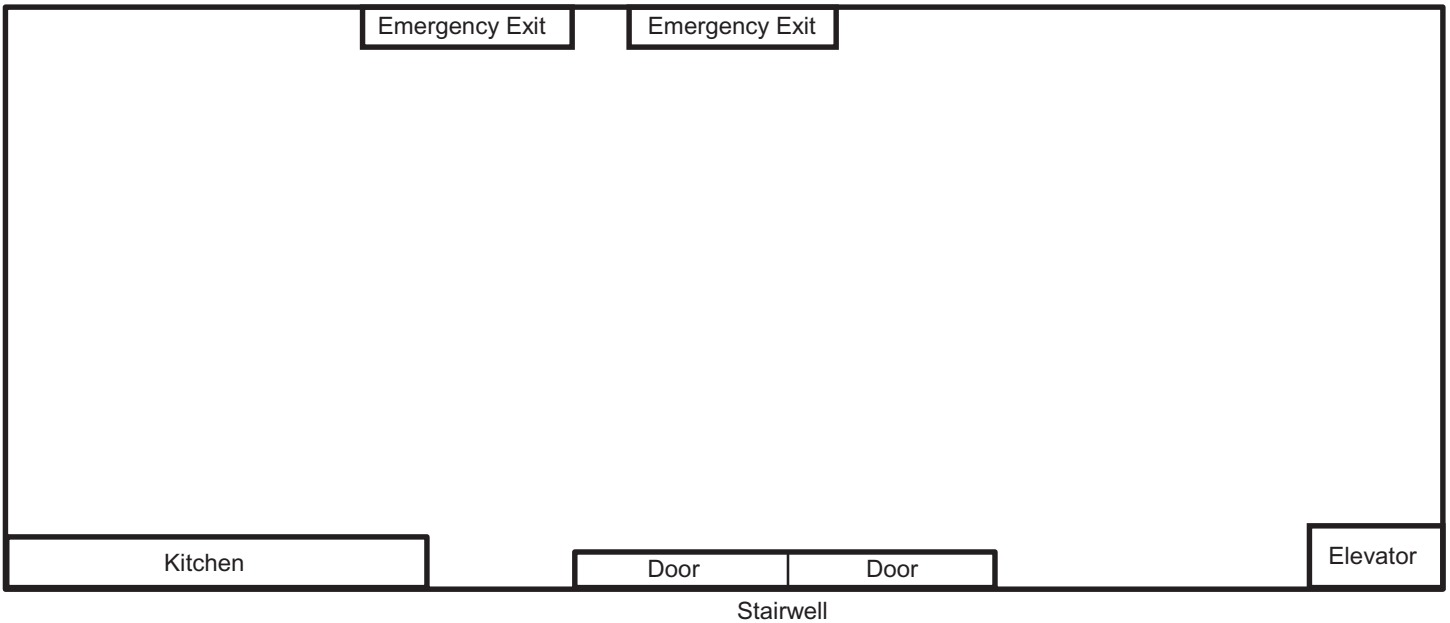 Emergency Exit
Emergency Exit
Kitchen
Door
Door
Elevator
Stairwell